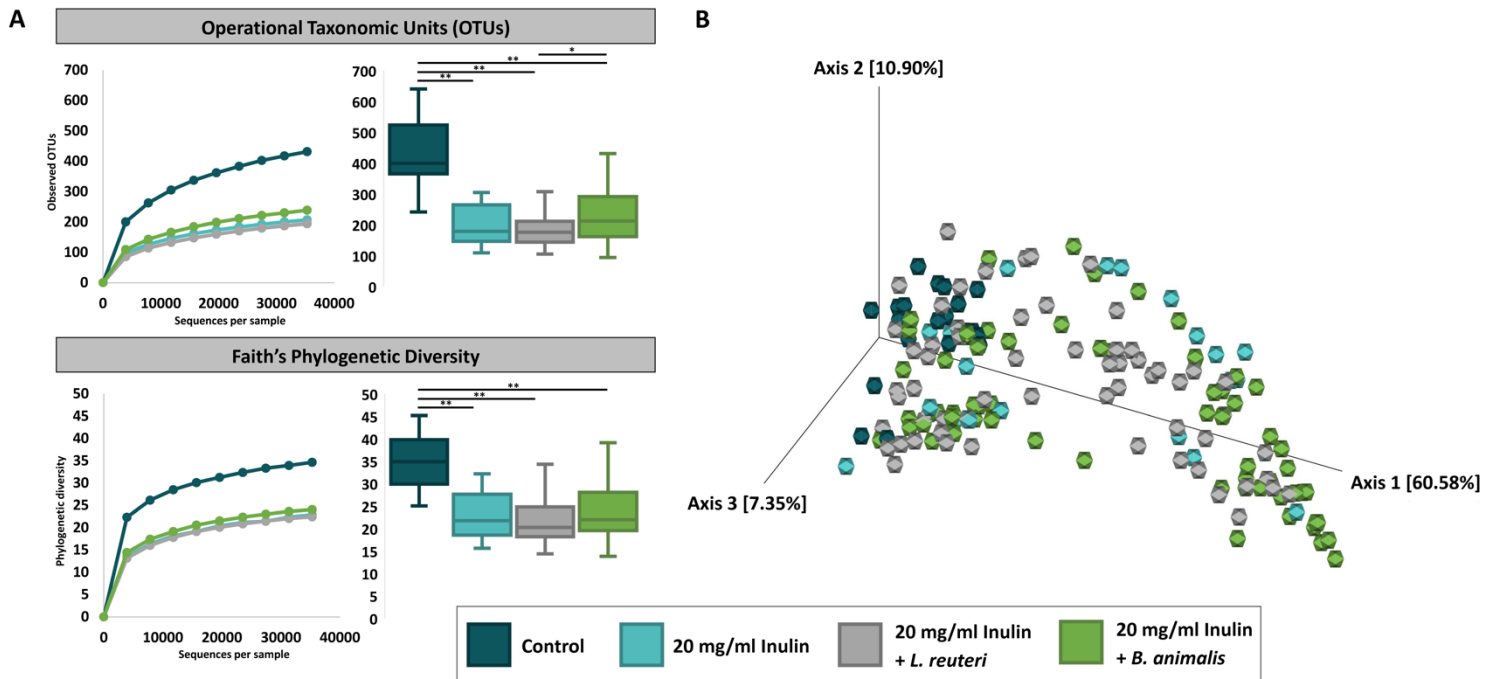 A
Operational Taxonomic Units (OTUs)
700
600
500
400
300
200
100
0
Observed OTUs
0 10000 20000 30000 40000
Sequences per sample
700
600
500
400
300
200
100
0
*
**
**
**
Faith's Phylogenetic Diversity
50
45
40
35
30
25
20
15
10
5
0
Phylogenetic diversity
0 10000 20000 30000 40000
Sequences per sample
50
45
40
35
30
25
20
15
10
5
0
**
**
**
B
Axis 2 [10.90%]
Axis 3 [7.35%]
Axis 1 [60.58%]
Control
20 mg/ml Inulin
20 mg/ml Inulin
+ L. reuteri
20 mg/ml Inulin
+ B. animalis